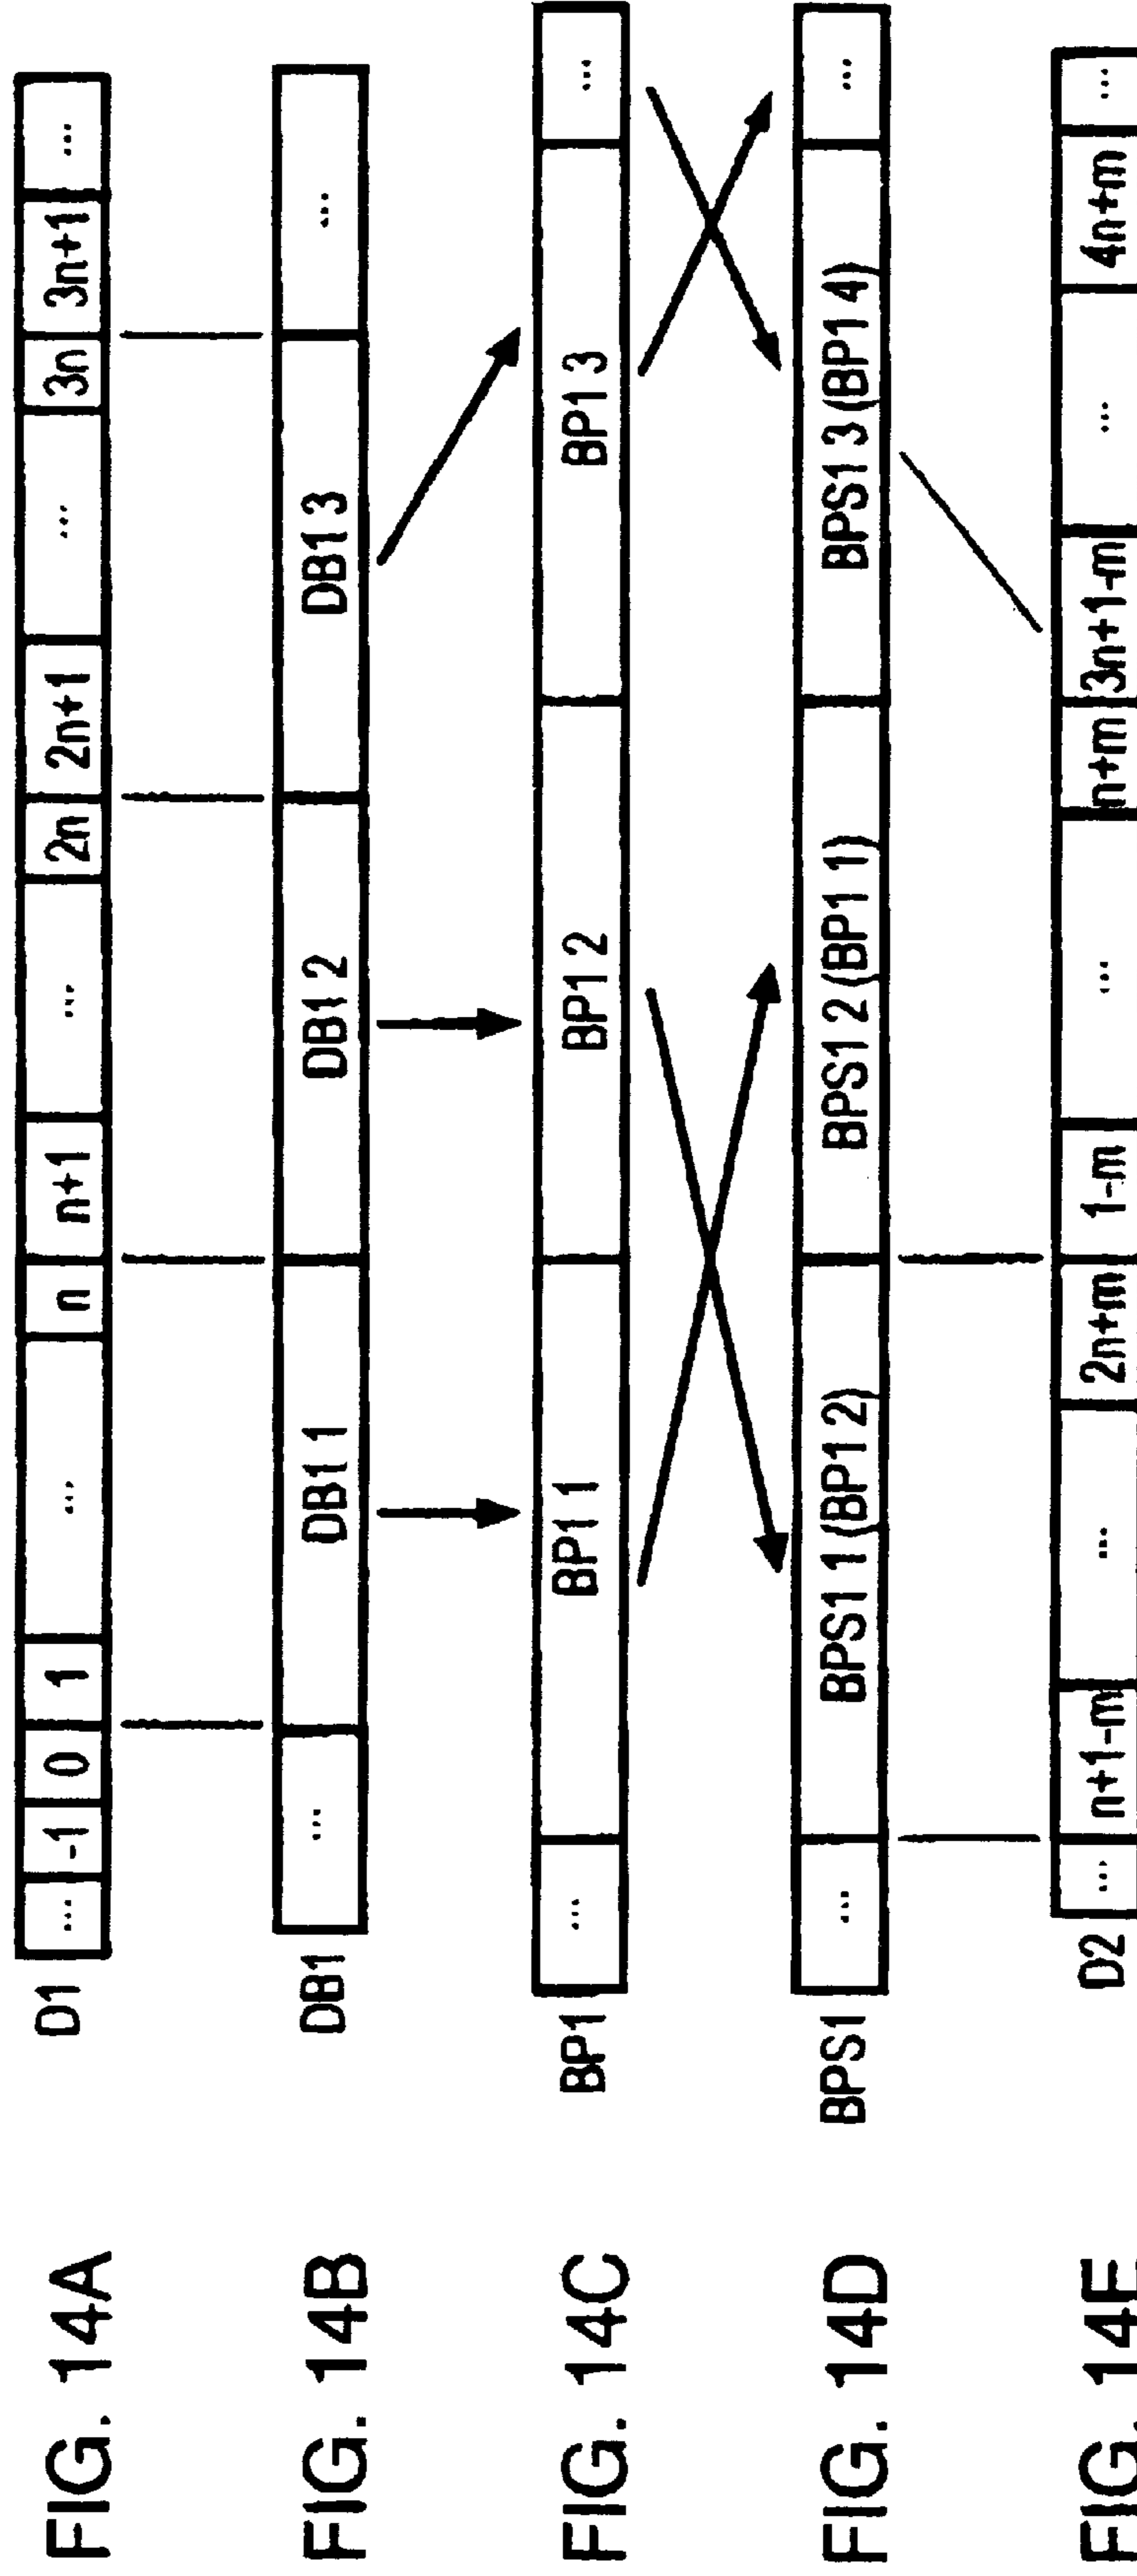 FIG. 14A D1 ... -1 0 1 ... n n+1 ... 2n 2n+1 ... 3n 3n+1 ...
FIG. 14B DB1 ... DB1 1 DB1 2 DB1 3 ...
FIG. 14C BP1 ... BP1 1 BP1 2 BP1 3 ...
FIG. 14D BPS1 ... BPS1 1 (BP1 2) BPS1 2 (BP1 1) BPS1 3 (BP1 4) ...
FIG. 14E D2 ... n+1-m ... 2n+m 1-m ... n+m 3n+1-m ... 4n+m ...